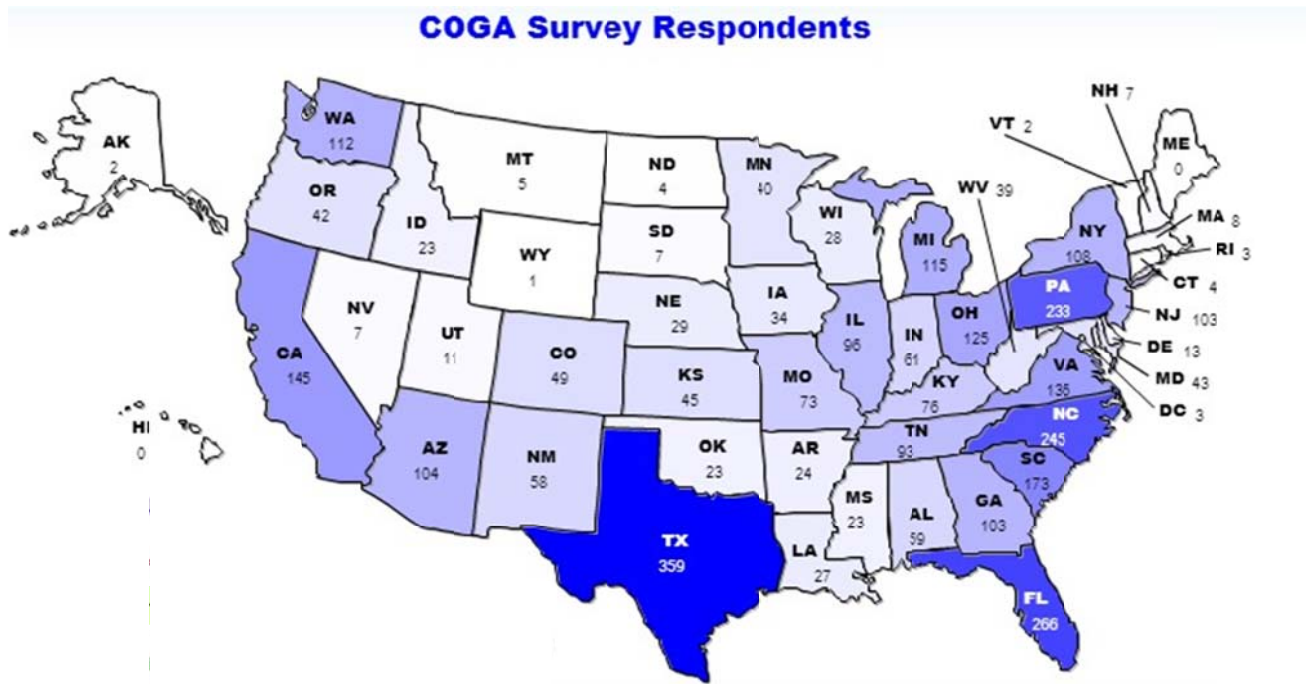 C0GA Survey Respondents
NH 7
VT 2
AK
2
WA
112
MT
5
ND
4
MN
40
ME
0
WV 39
OR
42
ID
23
WI
28
MA 8
SD
7
MI
115
NY
108
RI 3
WY
1
CT 4
PA
233
NE
29
IA
34
NJ 103
NV
7
UT
11
IL
96
IN
61
OH
125
DE 13
CA
145
CO
49
KS
45
MO
73
VA
135
MD 43
KY
76
DC 3
HI
0
NC
245
AZ
104
NM
58
OK
23
AR
24
TN
93
SC
173
MS
23
AL
59
GA
103
TX
359
LA
27
FL
266